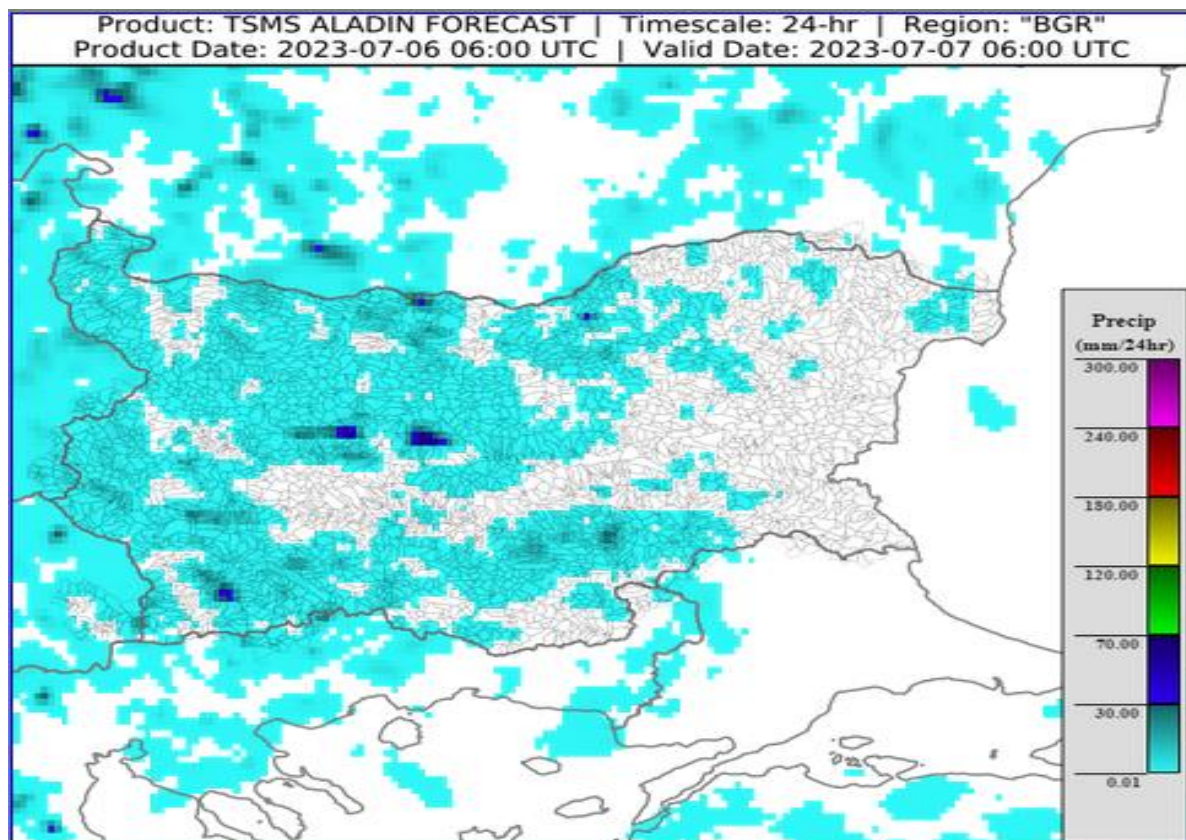 Product: TSMS ALADIN FORECAST | Timescale: 24-hr | Region: "BGR"
Product Date: 2023-07-06 06:00 UTC | Valid Date: 2023-07-07 06:00 UTC
Precip
(mm/24hr)
300.00
240.00
180.00
120.00
70.00
30.00
0.01